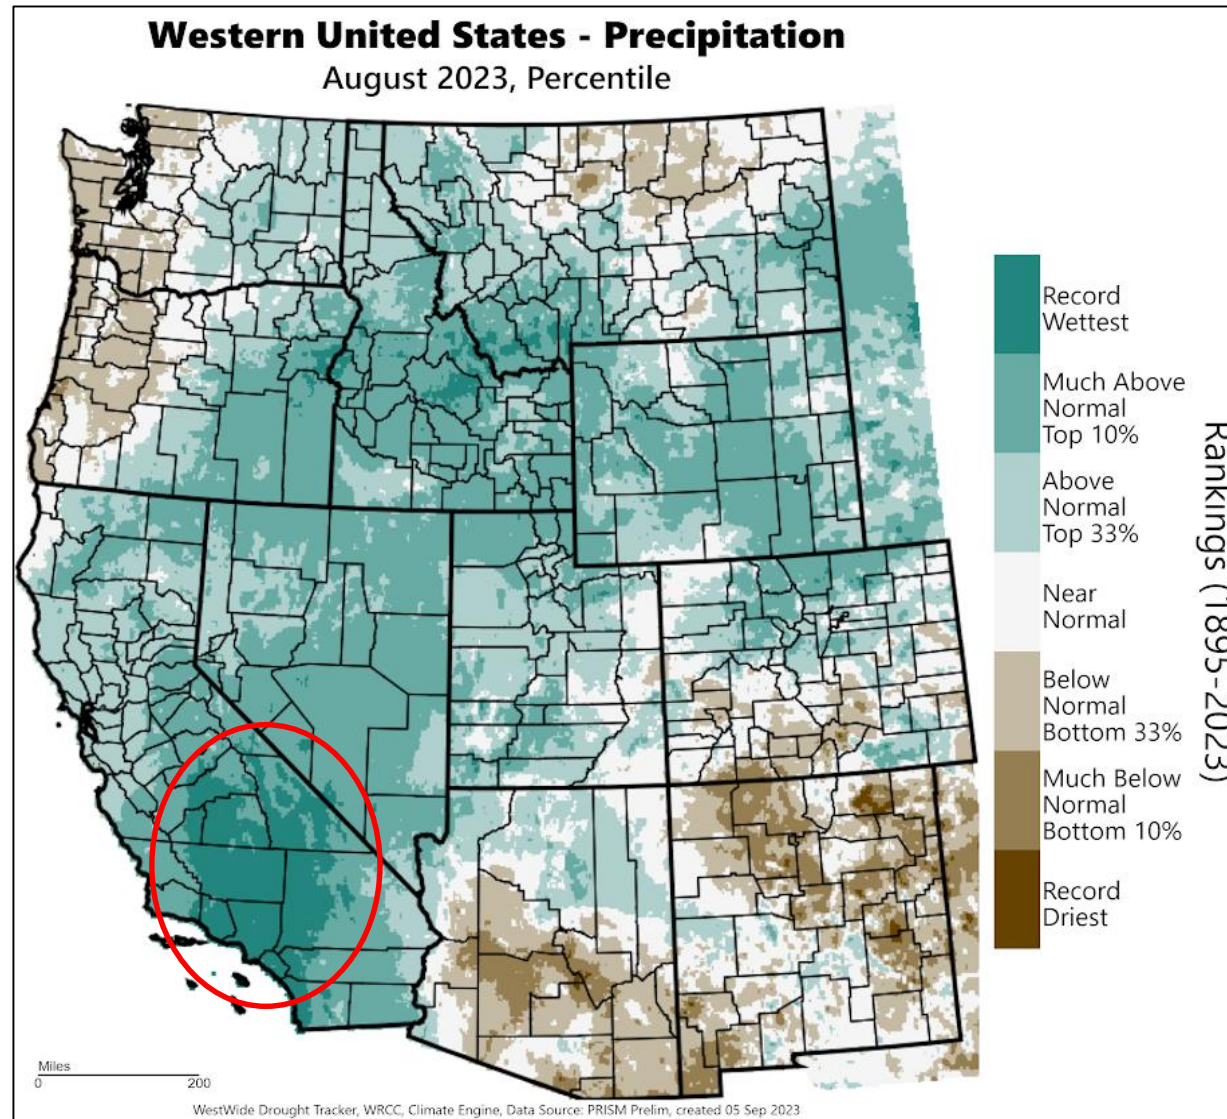 Western United States - Precipitation
August 2023, Percentile
Record
Wettest
Much Above
Normal
Top 10%
Above
Normal
Top 33%
Near
Normal
Below
Normal
Bottom 33%
Much Below
Normal
Bottom 10%
Record
Driest
Rankings (1895-2023)
Miles
0 200
WestWide Drought Tracker, WRCC, Climate Engine, Data Source: PRISM Prelim, created 05 Sep 2023